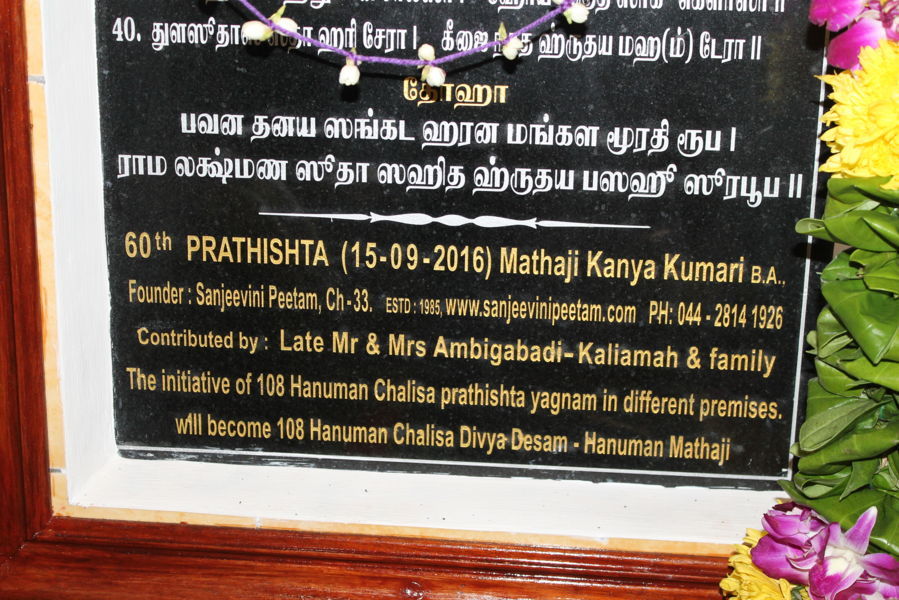 40. துளஸீதாஸ ஸதா ஹரி சேரா | கீஜை நாத ஹ்ருதய மஹ(ம்) டேரா ||
தோஹா
பவன தனய ஸங்கட ஹரன மங்கள மூரதி ரூப |
ராம லக்ஷ்மண ஸீதா ஸஹித ஹ்ருதய பஸஹீ ஸுரபூப ||
60th PRATHISHTA (15-09-2016) Mathaji Kanya Kumari B.A.,
Founder : Sanjeevini Peetam, Ch-33. ESTD : 1985, www.sanjeevinipeetam.com PH: 044 - 2814 1926
Contributed by : Late Mr & Mrs Ambigabadi-Kaliamah & family
The initiative of 108 Hanuman Chalisa prathishta yagnam in different premises.
will become 108 Hanuman Chalisa Divya Desam - Hanuman Mathaji